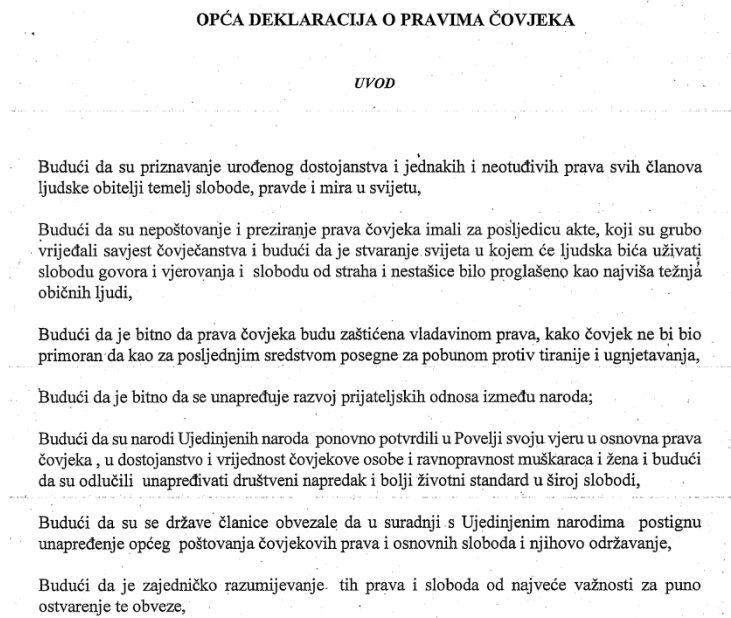 OPĆA DEKLARACIJA O PRAVIMA ČOVJEKA
UVOD
Budući da su priznavanje urođenog dostojanstva i jednakih i neotuđivih prava svih članova
ljudske obitelji temelj slobode, pravde i mira u svijetu,
Budući da su nepoštovanje i preziranje prava čovjeka imali za posljedicu akte, koji su grubo
vrijeđali savjest čovječanstva i budući da je stvaranje svijeta u kojem će ljudska bića uživati
slobodu govora i vjerovanja i slobodu od straha i nestašice bilo proglašeno kao najviša težnja
običnih ljudi,
Budući da je bitno da prava čovjeka budu zaštićena vladavinom prava, kako čovjek ne bi bio
primoran da kao za posljednjim sredstvom posegne za pobunom protiv tiranije i ugnjetavanja,
Budući da je bitno da se unapređuje razvoj prijateljskih odnosa između naroda;
Budući da su narodi Ujedinjenih naroda ponovno potvrdili u Povelji svoju vjeru u osnovna prava
čovjeka , u dostojanstvo i vrijednost čovjekove osobe i ravnopravnost muškaraca i žena i budući
da su odlučili unapređivati društveni napredak i bolji životni standard u široj slobodi,
Budući da su se države članice obvezale da u suradnji s Ujedinjenim narodima postignu
unapređenje općeg poštovanja čovjekovih prava i osnovnih sloboda i njihovo održavanje,
Budući da je zajedničko razumijevanje tih prava i sloboda od najveće važnosti za puno
ostvarenje te obveze,